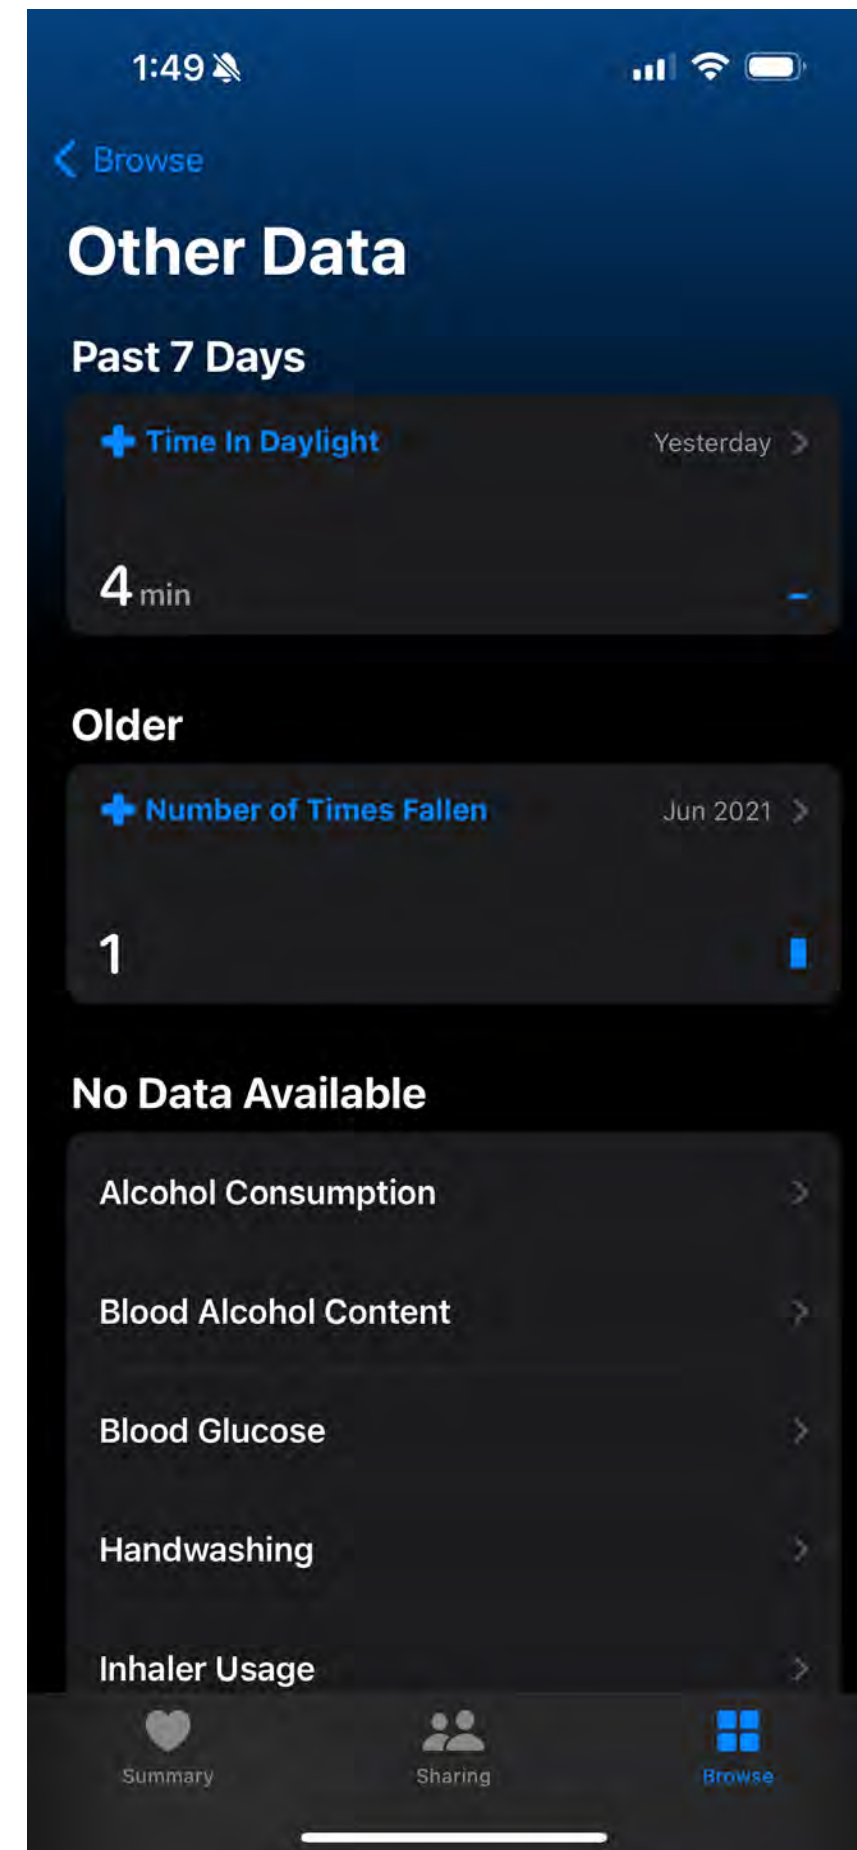 1:49
Browse
Other Data
Past 7 Days
Time In Daylight Yesterday
4 min
Older
Number of Times Fallen Jun 2021
1
No Data Available
Alcohol Consumption
Blood Alcohol Content
Blood Glucose
Handwashing
Inhaler Usage
Summary Sharing Browse